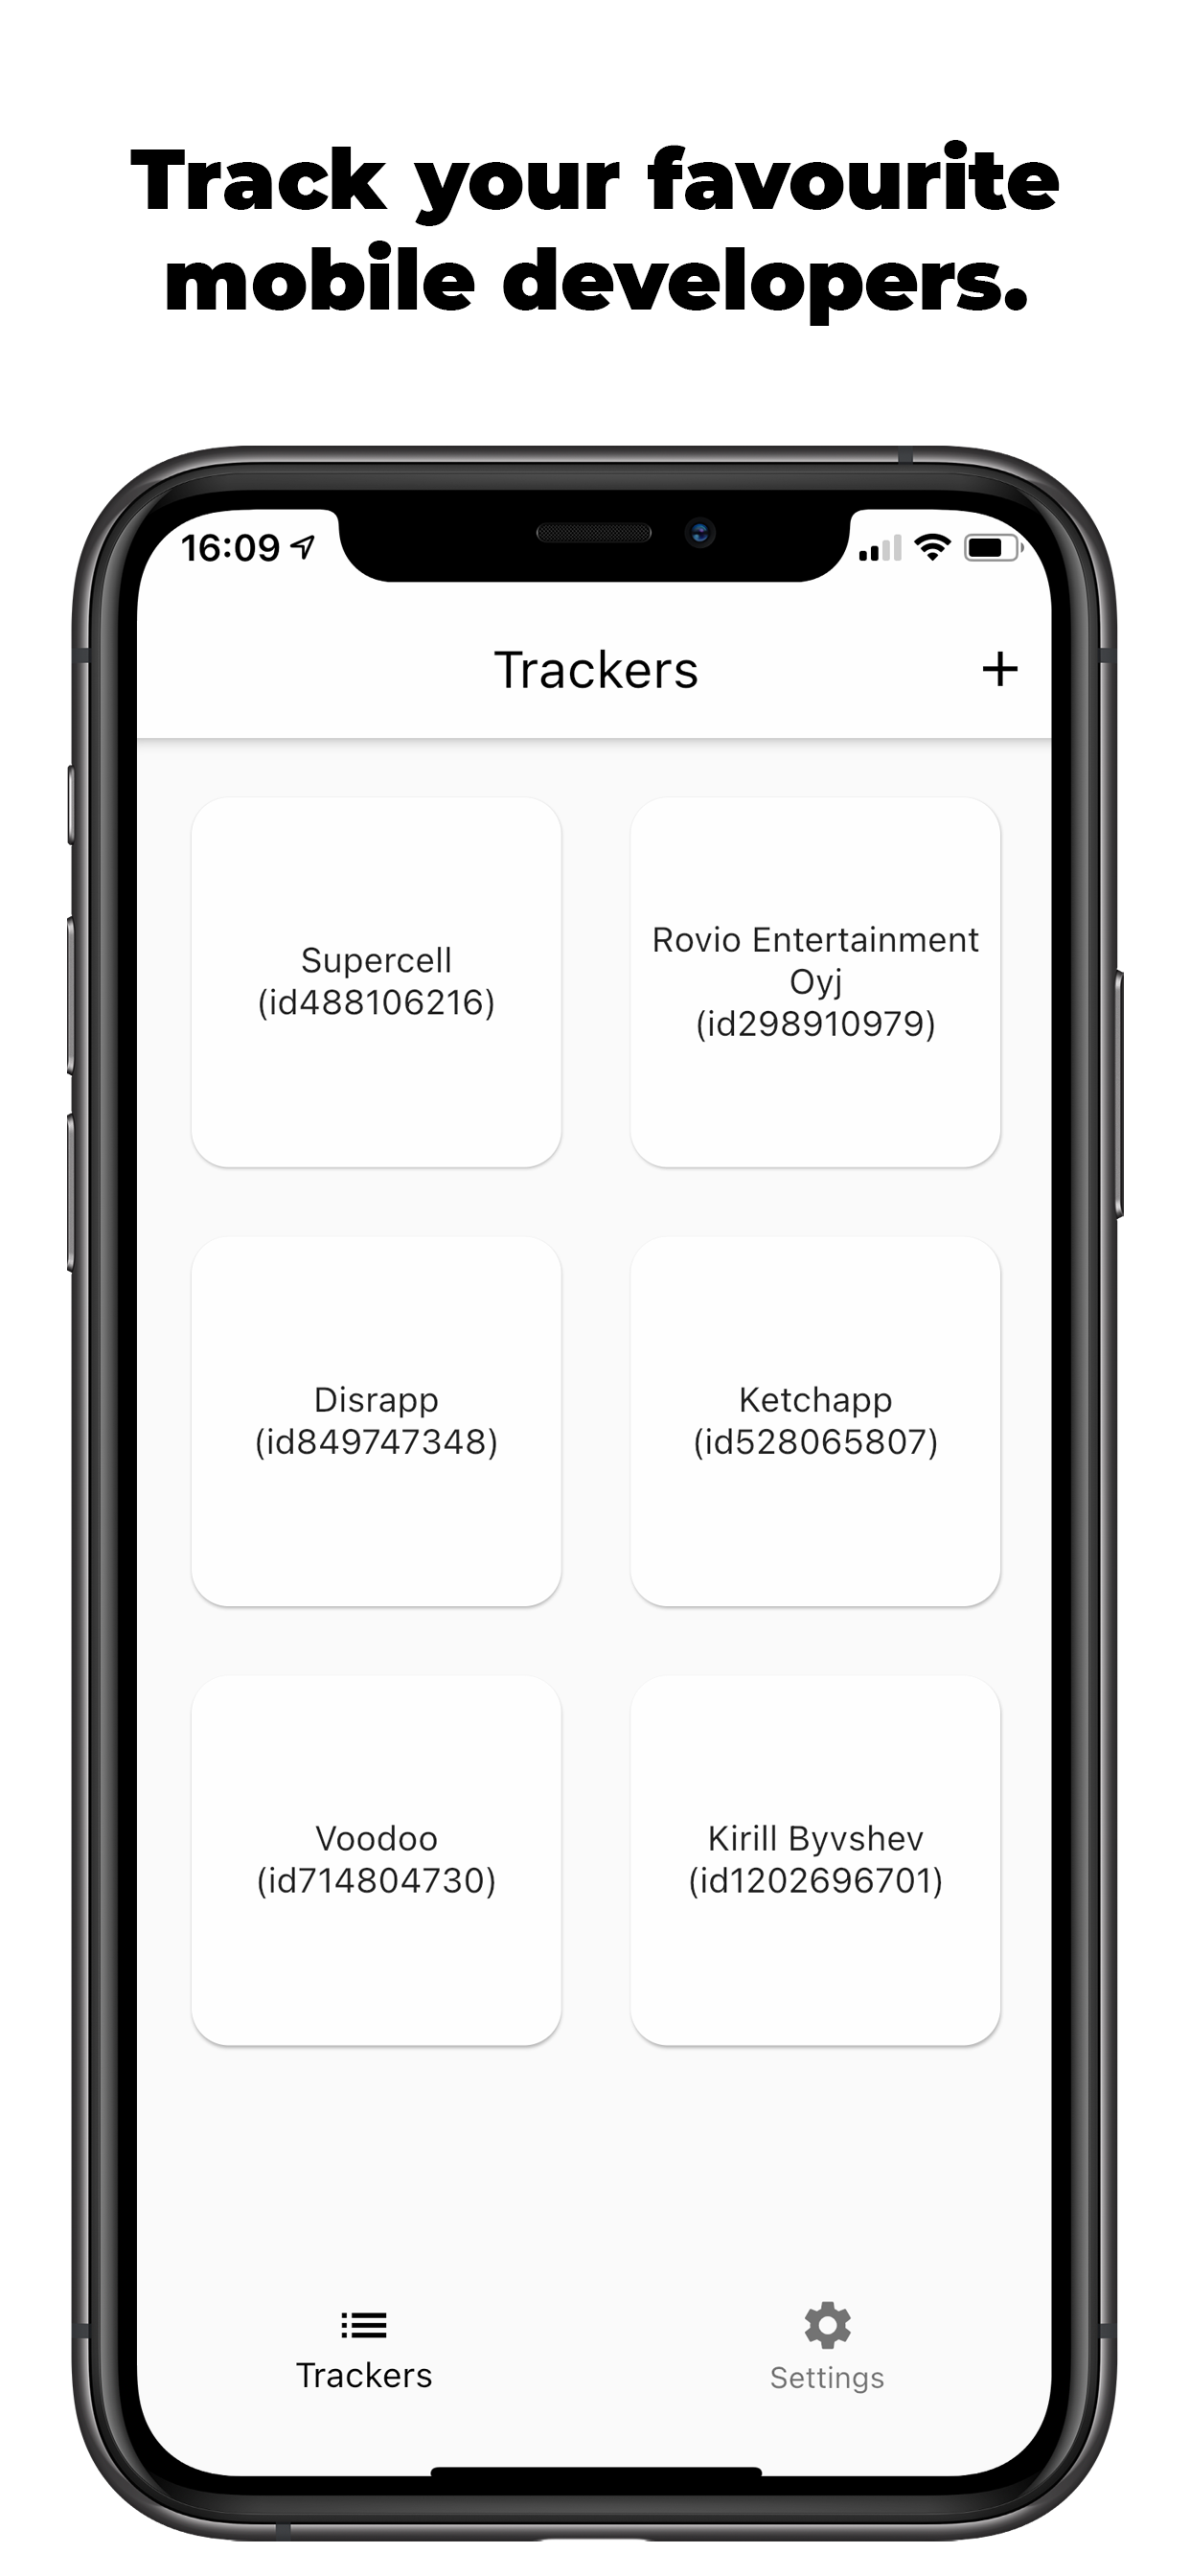 Track your favourite
mobile developers.
16:09
Trackers
+
Supercell
(id488106216)
Rovio Entertainment
Oyj
(id298910979)
Disrapp
(id849747348)
Ketchapp
(id528065807)
Voodoo
(id714804730)
Kirill Byvshev
(id1202696701)
Trackers
Settings